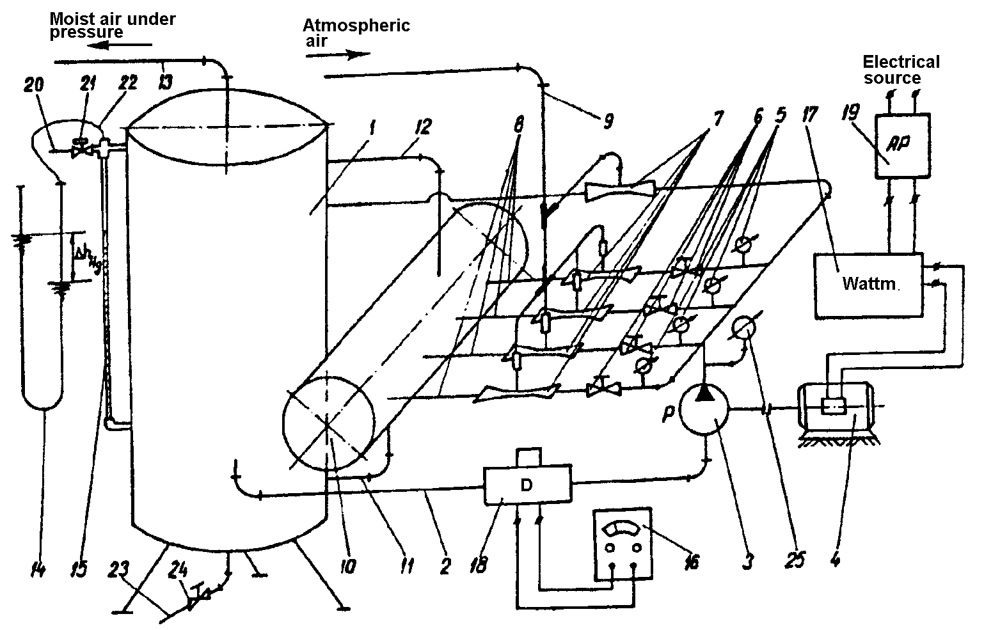 Moist air under
pressure
Atmospheric
air
Electrical
source
20
21
22
13
1
12
9
8
7
6
5
17
19
AP
ΔhHg
Wattm.
P
D
14
15
23
24
10
11
2
18
16
3
25
4